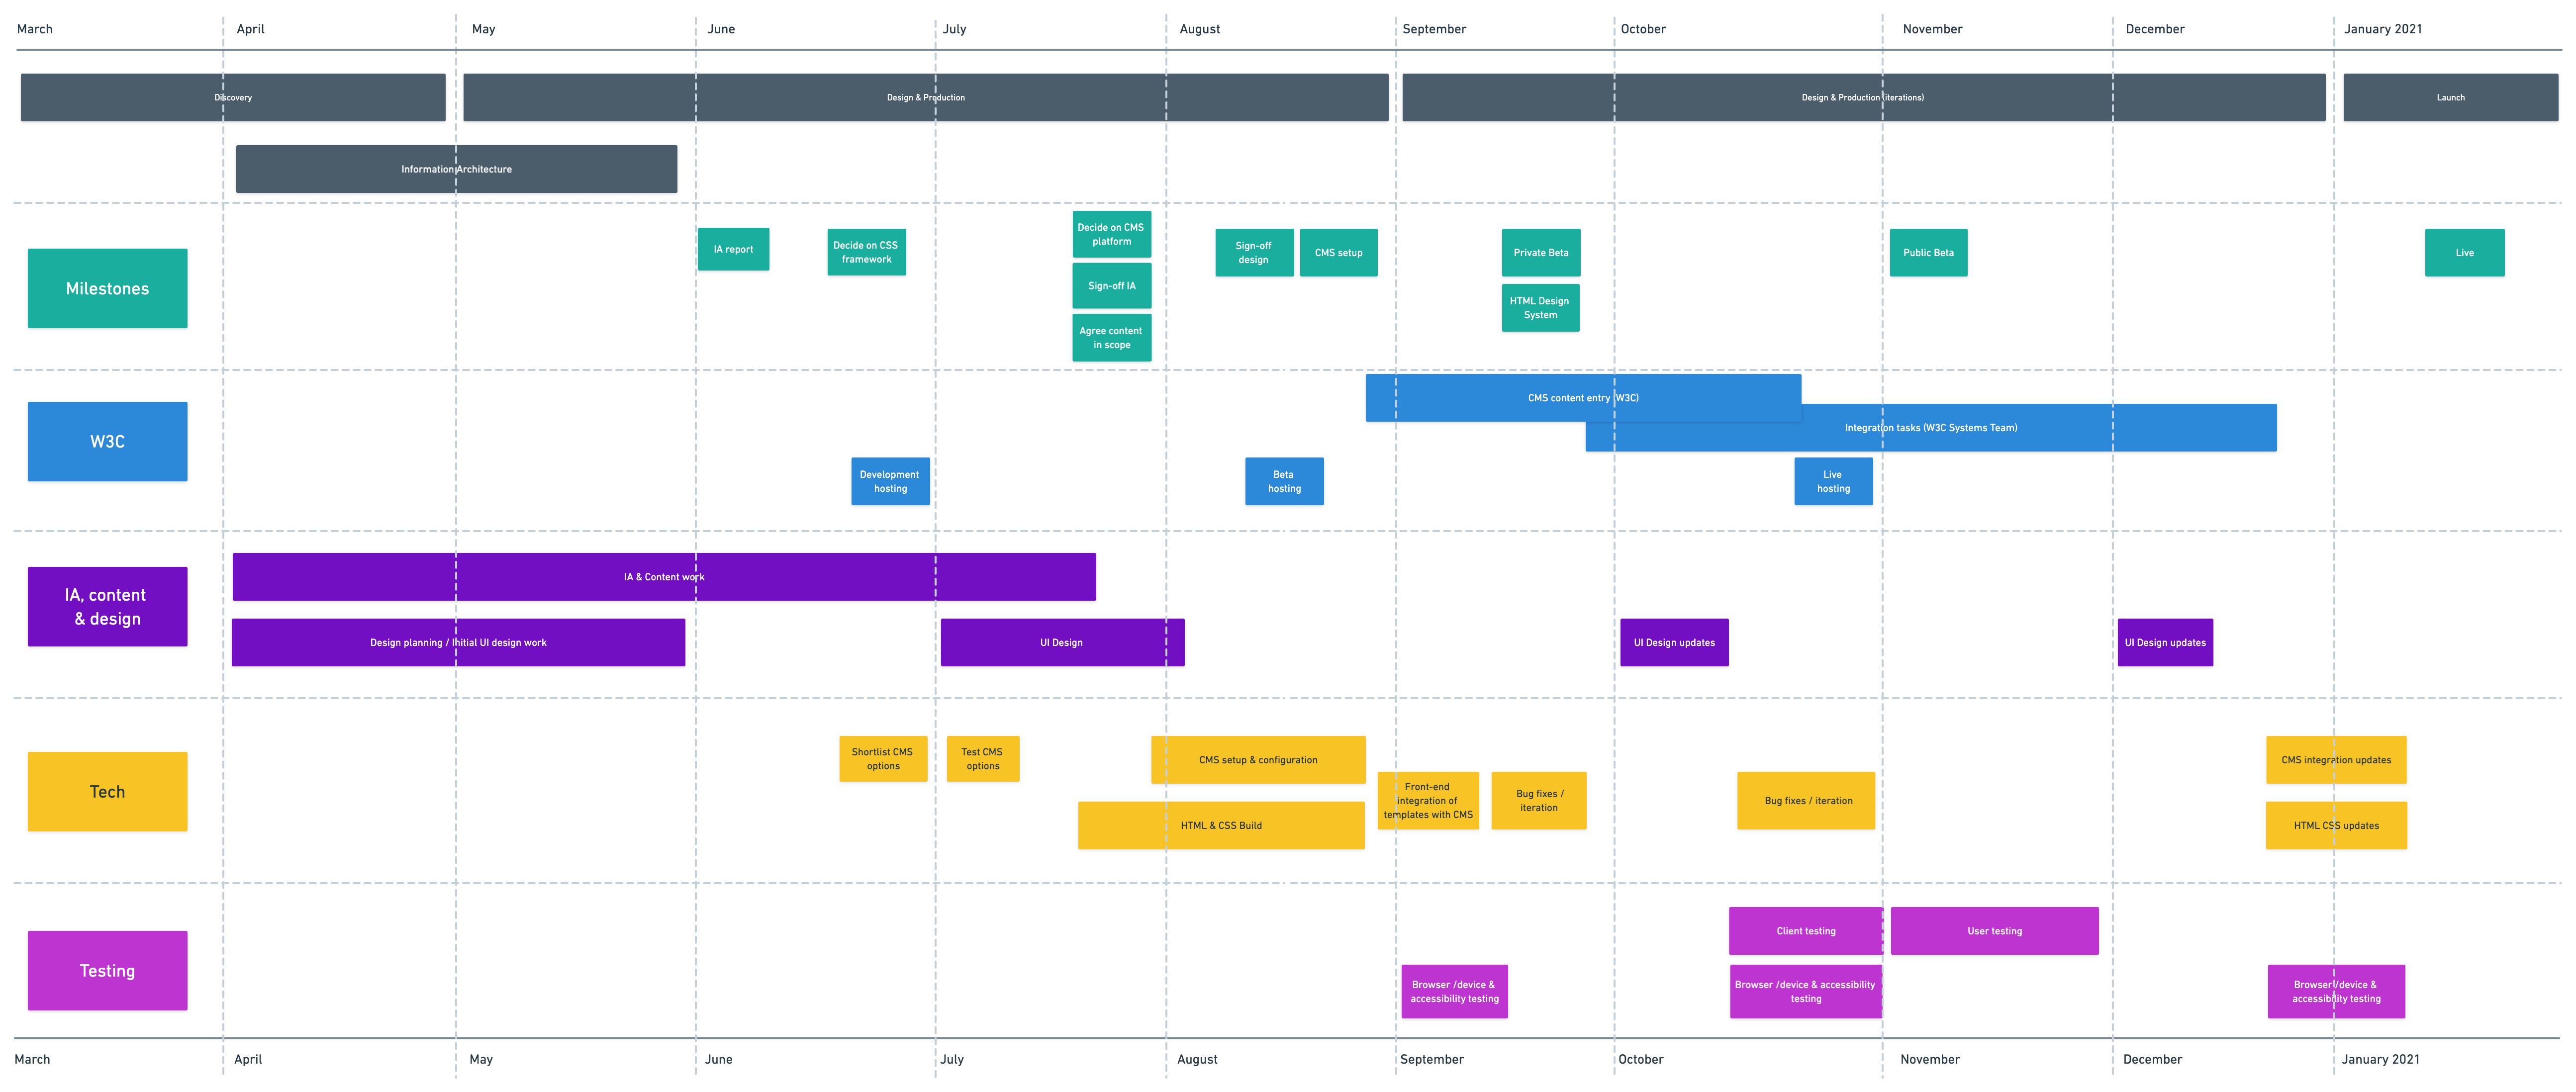 March April May June July August September October November December January 2021
Discovery Design & Production Design & Production (iterations) Launch
Information Architecture
Milestones
IA report
Decide on CSS
framework
Decide on CMS
platform
Sign-off IA
Agree content
in scope
Sign-off
design
CMS setup
Private Beta
HTML Design
System
Public Beta
Live
W3C
CMS content entry (W3C)
Integration tasks (W3C Systems Team)
Development
hosting
Beta
hosting
Live
hosting
IA, content
& design
IA & Content work
Design planning / Initial UI design work
UI Design
UI Design updates
UI Design updates
Tech
Shortlist CMS
options
Test CMS
options
CMS setup & configuration
HTML & CSS Build
Front-end
integration of
templates with CMS
Bug fixes /
iteration
Bug fixes / iteration
CMS integration updates
HTML CSS updates
Testing
Client testing
User testing
Browser /device &
accessibility testing
Browser /device & accessibility
testing
Browser /device &
accessibility testing
March April May June July August September October November December January 2021